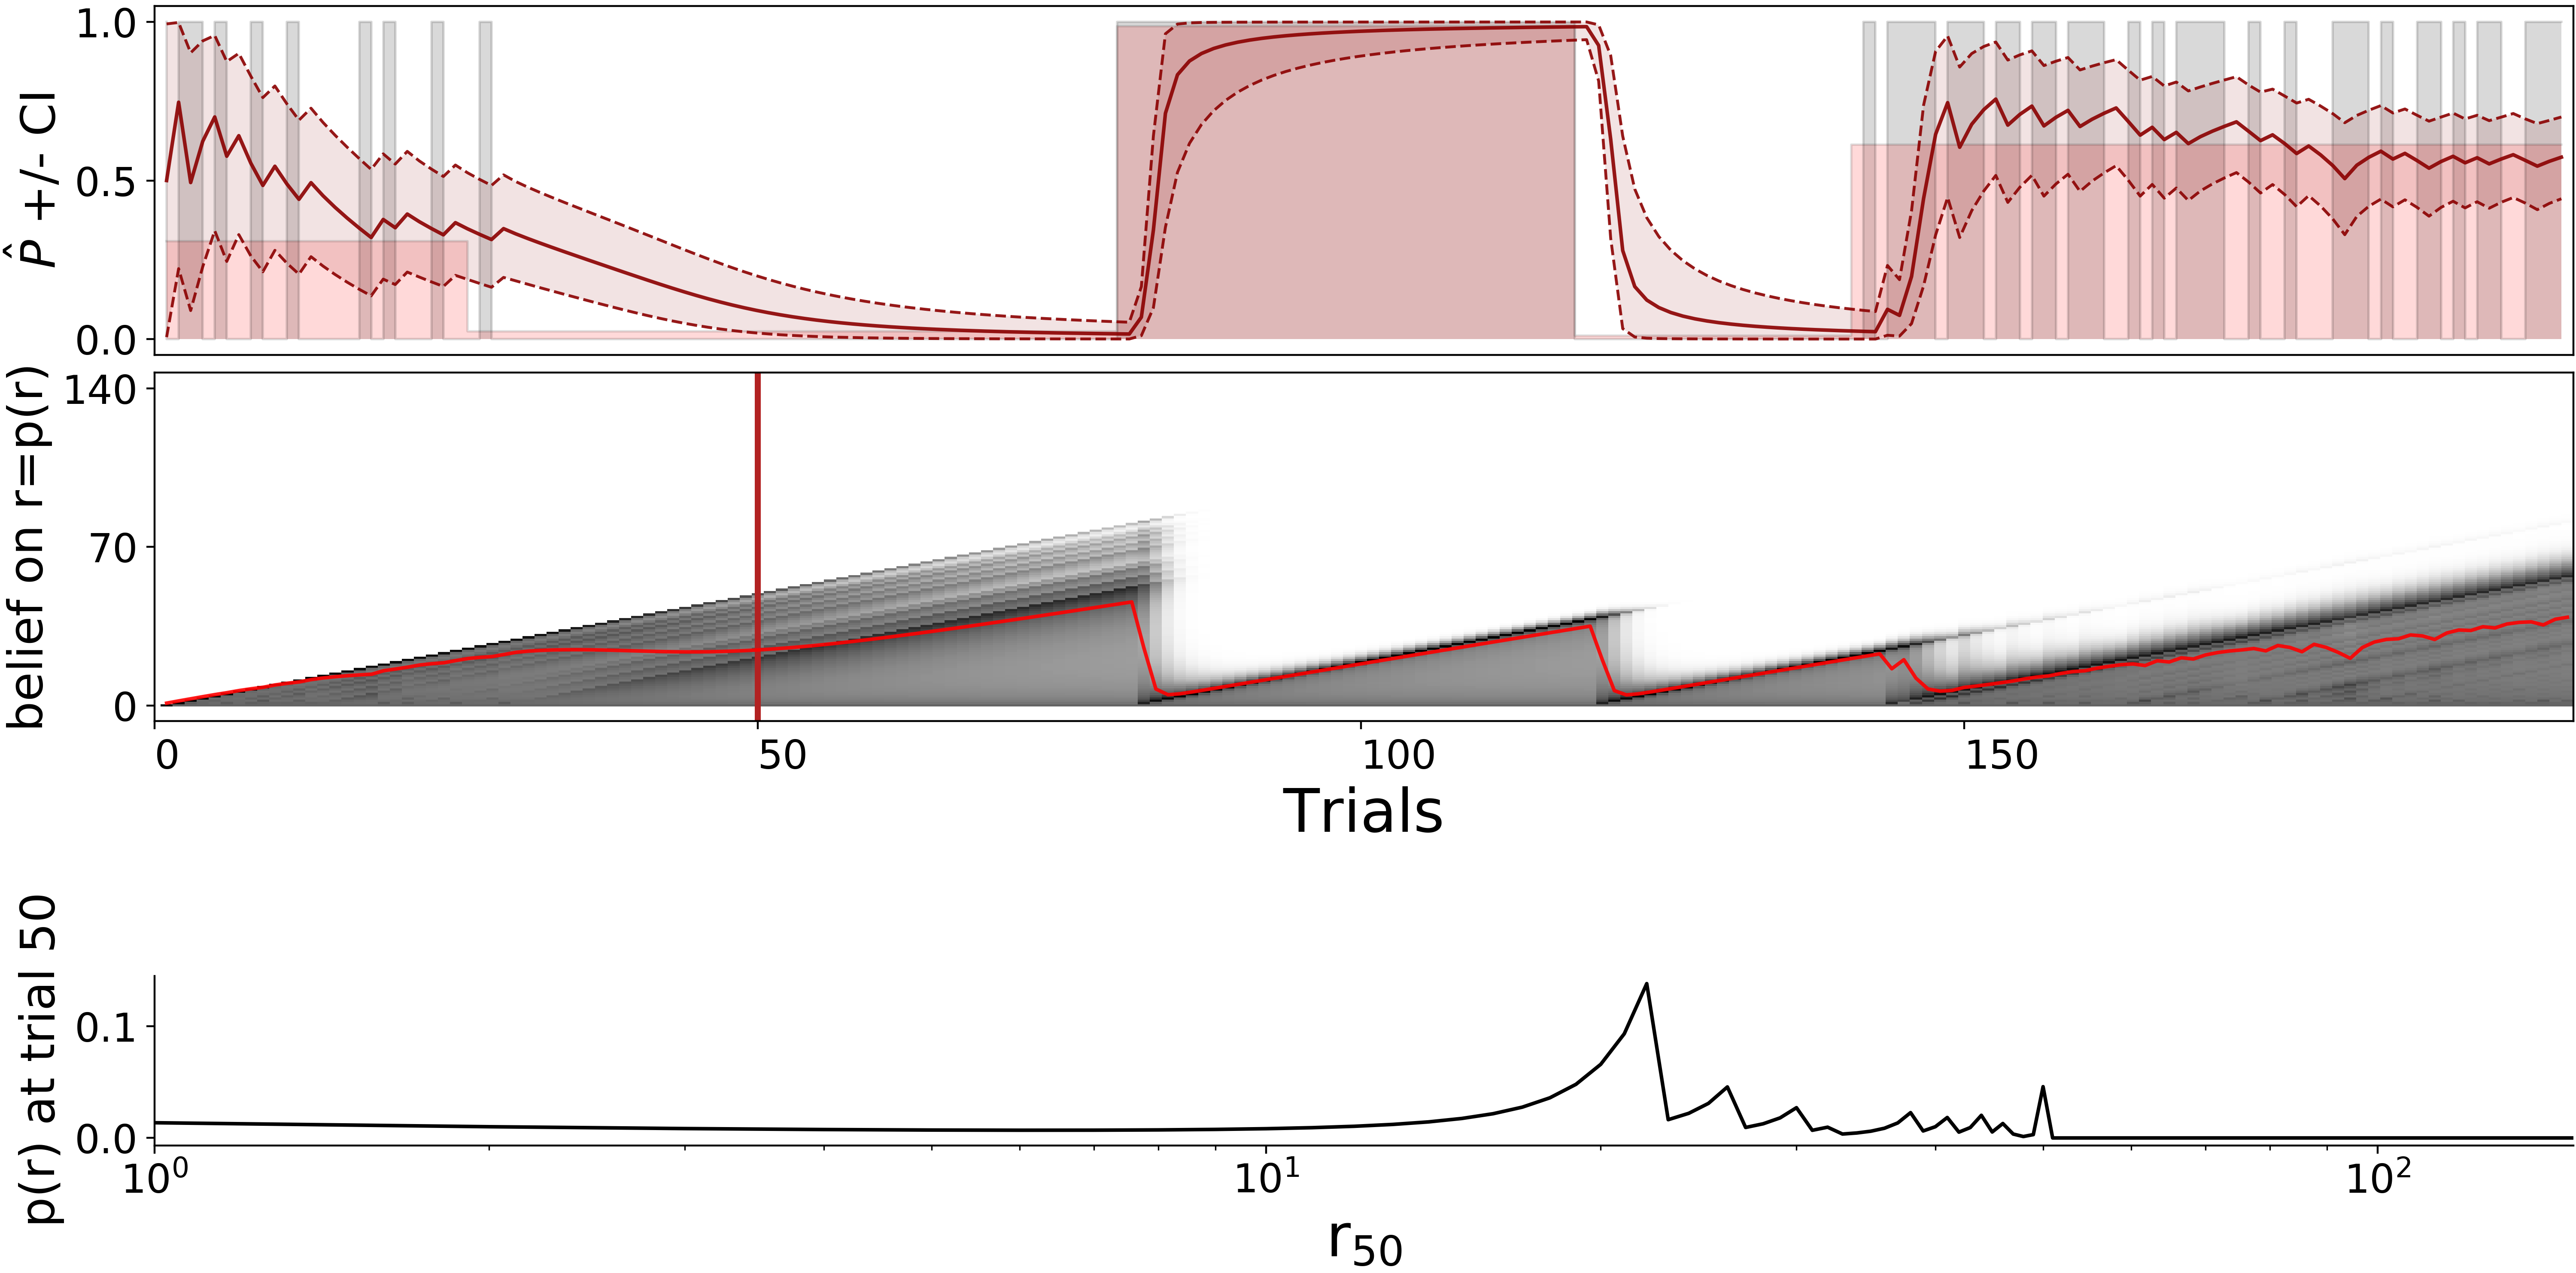 P̂ +/- CI
1.0
0.5
0.0
belief on r=p(r)
140
70
0
0 50 100 150
Trials
p(r) at trial 50
0.1
0.0
10⁰ 10¹ 10²
r₅₀